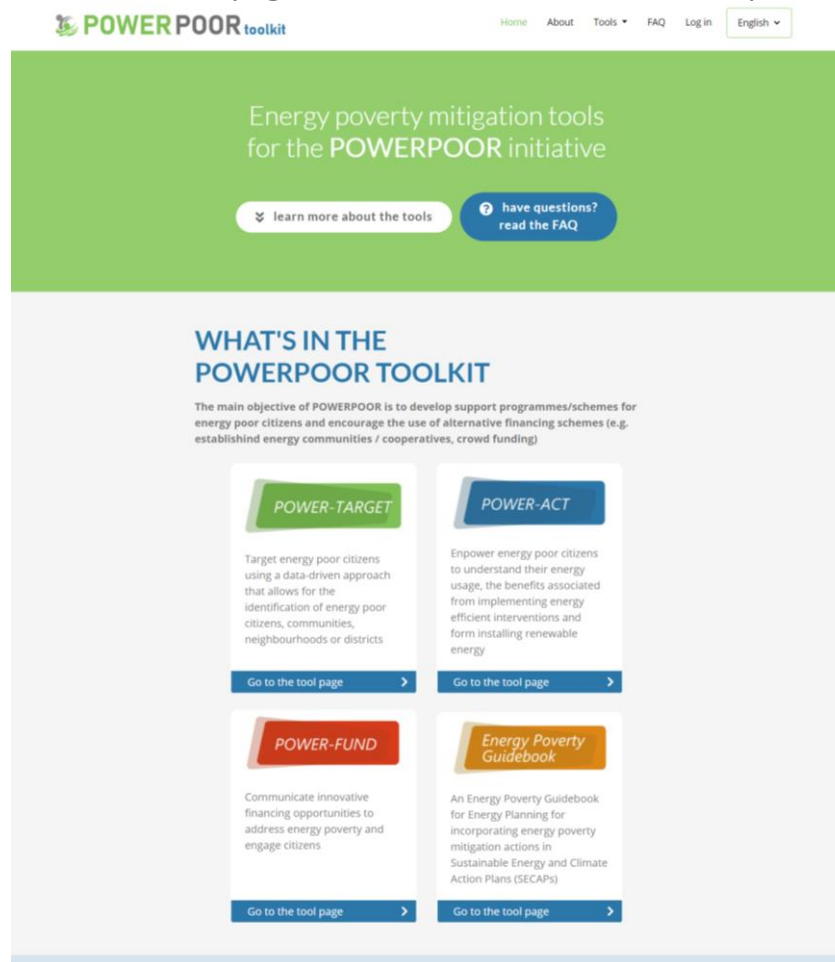 POWERPOOR toolkit
Home About Tools FAQ Log in English
Energy poverty mitigation tools
for the POWERPOOR initiative
learn more about the tools
have questions?
read the FAQ
WHAT'S IN THE
POWERPOOR TOOLKIT
The main objective of POWERPOOR is to develop support programmes/schemes for
energy poor citizens and encourage the use of alternative financing schemes (e.g.
establishind energy communities / cooperatives, crowd funding)
POWER-TARGET
Target energy poor citizens
using a data-driven approach
that allows for the
identification of energy poor
citizens, communities,
neighbourhoods or districts
Go to the tool page
POWER-ACT
Enpower energy poor citizens
to understand their energy
usage, the benefits associated
from implementing energy
efficient interventions and
form installing renewable
energy
Go to the tool page
POWER-FUND
Communicate innovative
financing opportunities to
address energy poverty and
engage citizens
Go to the tool page
Energy Poverty
Guidebook
An Energy Poverty Guidebook
for Energy Planning for
incorporating energy poverty
mitigation actions in
Sustainable Energy and Climate
Action Plans (SECAPs)
Go to the tool page